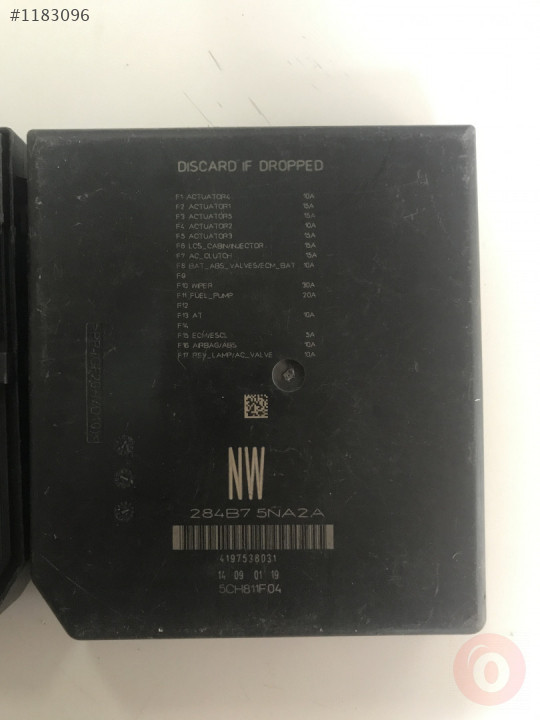 #1183096
DISCARD IF DROPPED
F1 ACTUATOR4 10A
F2 ACTUATOR1 15A
F3 ACTUATOR5 15A
F4 ACTUATOR2 10A
F5 ACTUATOR3 15A
F6 LCS_CABIN/INJECTOR 15A
F7 AC_CLUTCH 15A
F8 BAT_ABS_VALVES/ECM_BAT 10A
F9
F10 WIPER 30A
F11 FUEL_PUMP 20A
F12
F13 AT 10A
F14
F15 5A
F16 AIRBAG/ABS 10A
F17 REV_LAMP/AC_VALVE 10A
NW
284B7 5NA2A
4197538031
14 09 01 19
5CH811F04